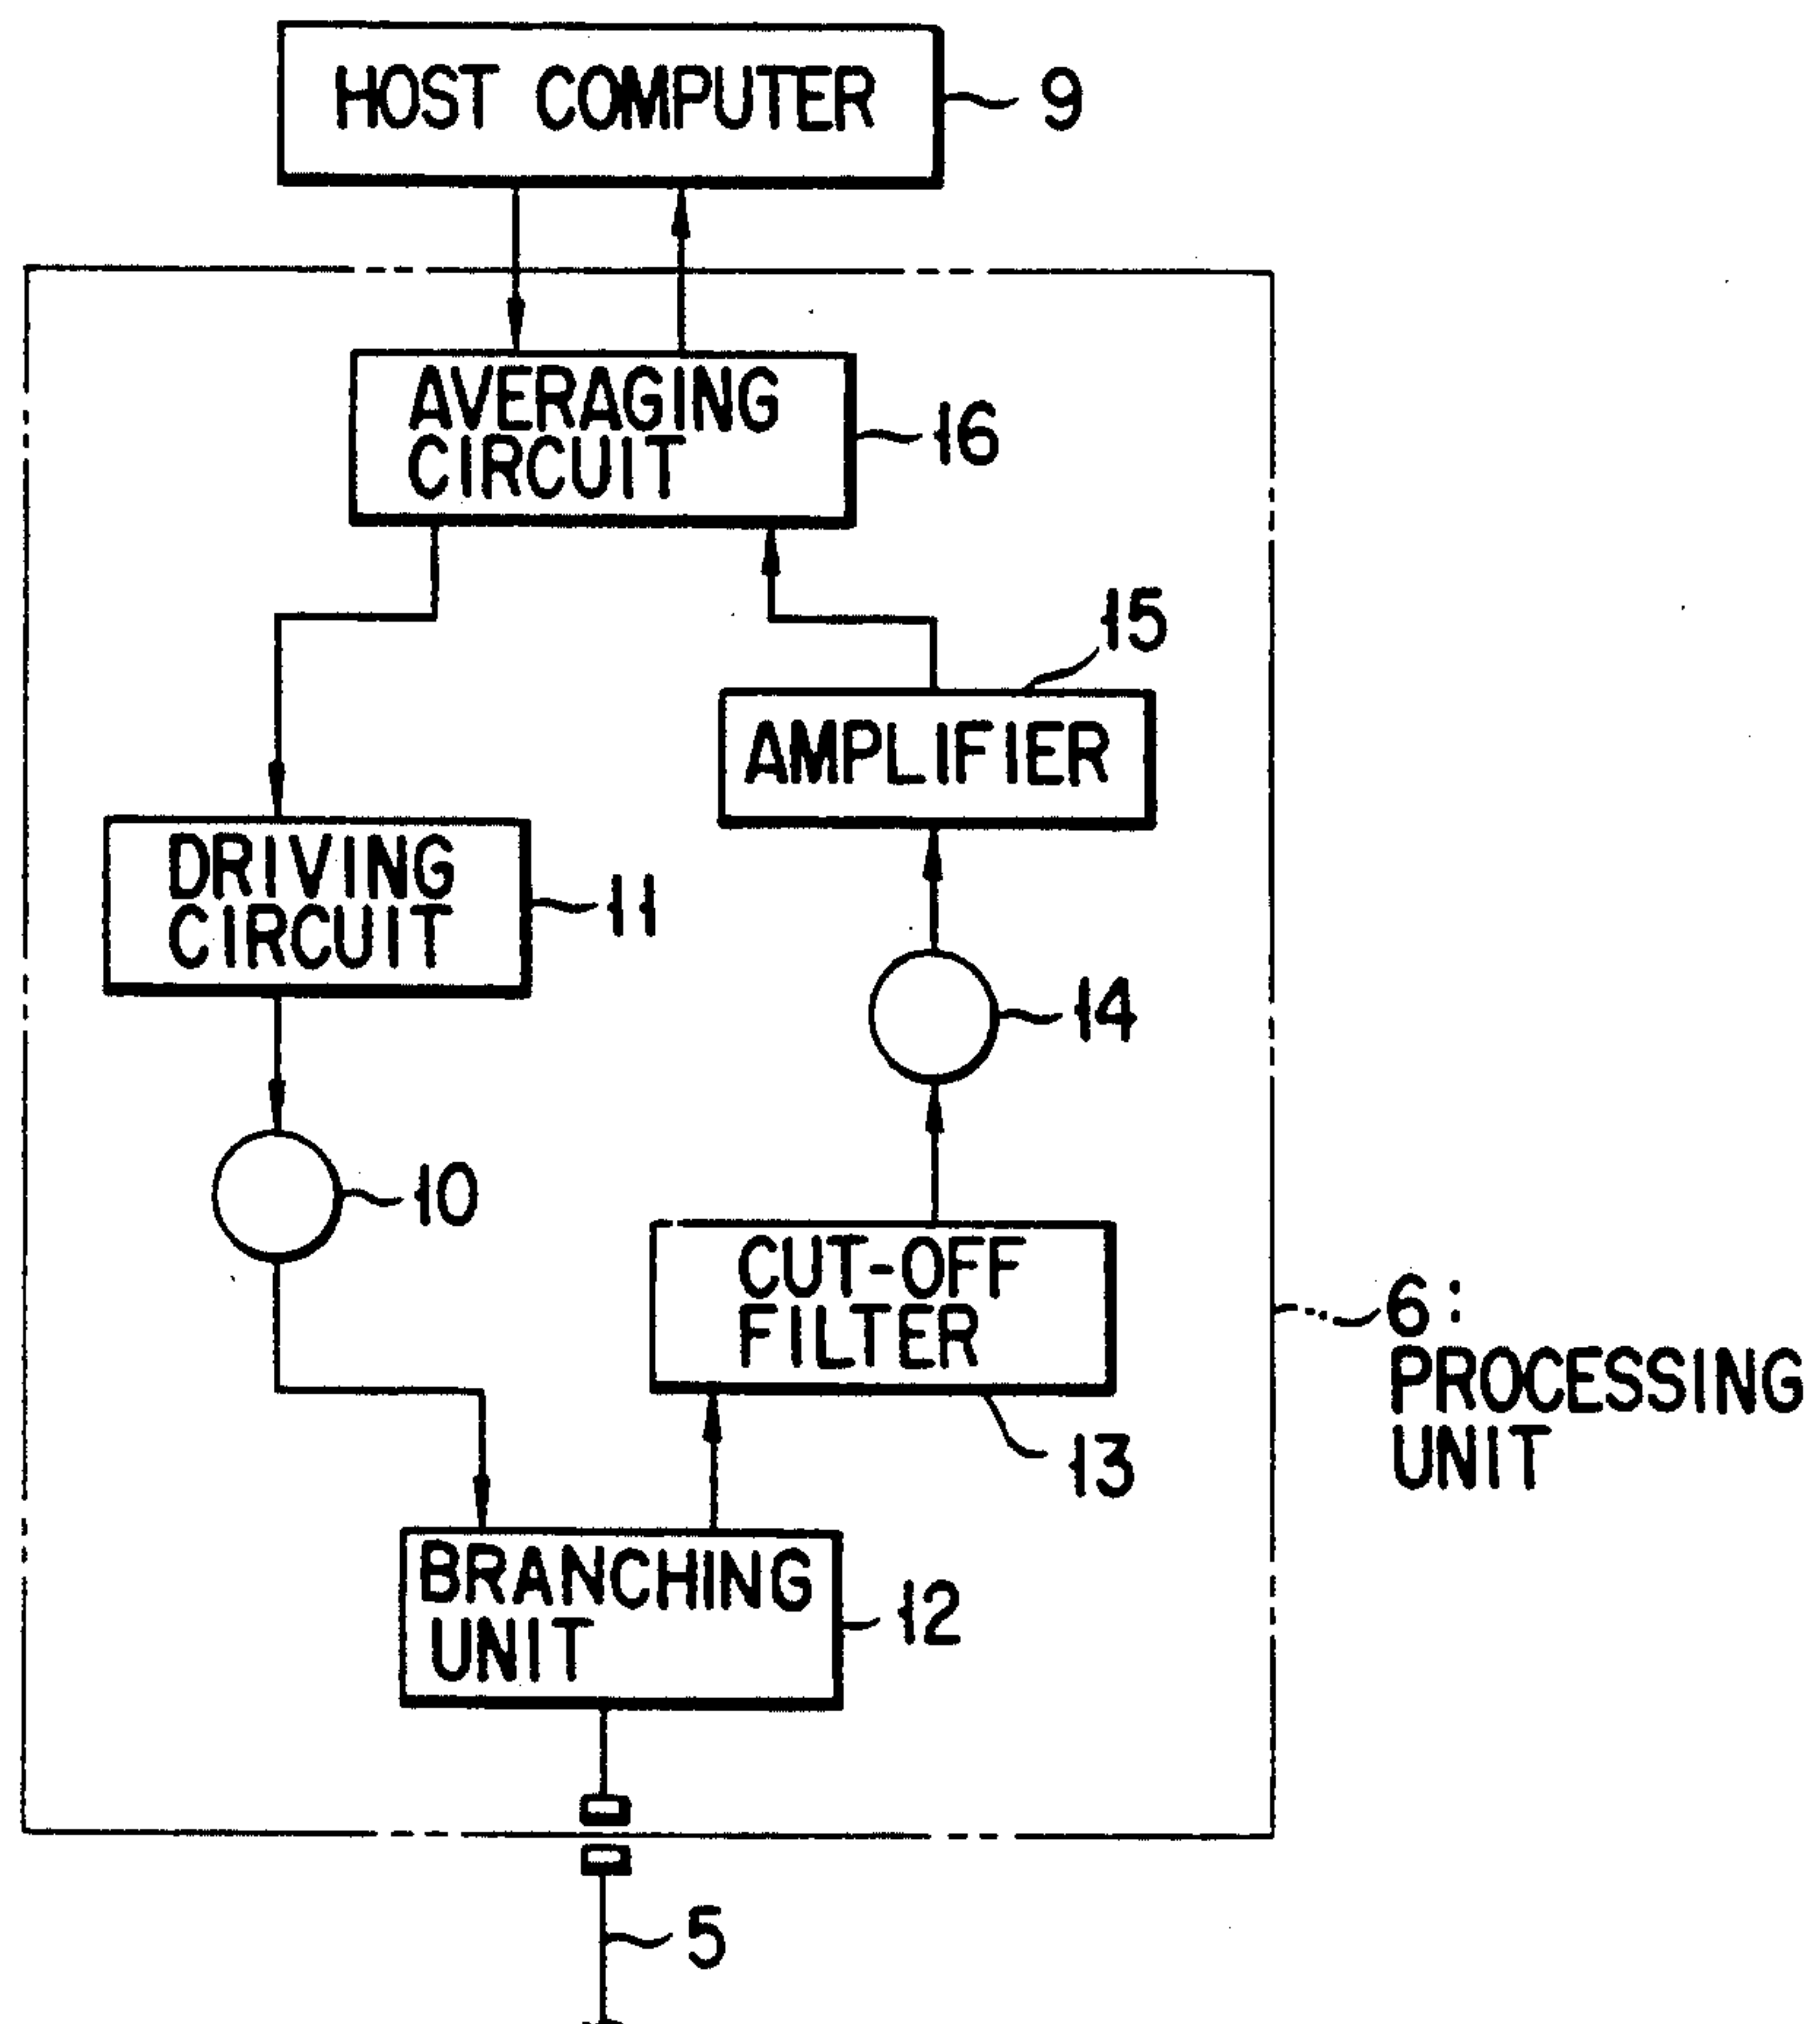 HOST COMPUTER
9
AVERAGING
CIRCUIT
16
15
AMPLIFIER
DRIVING
CIRCUIT
11
14
10
CUT-OFF
FILTER
13
6:
PROCESSING
UNIT
BRANCHING
UNIT
12
5